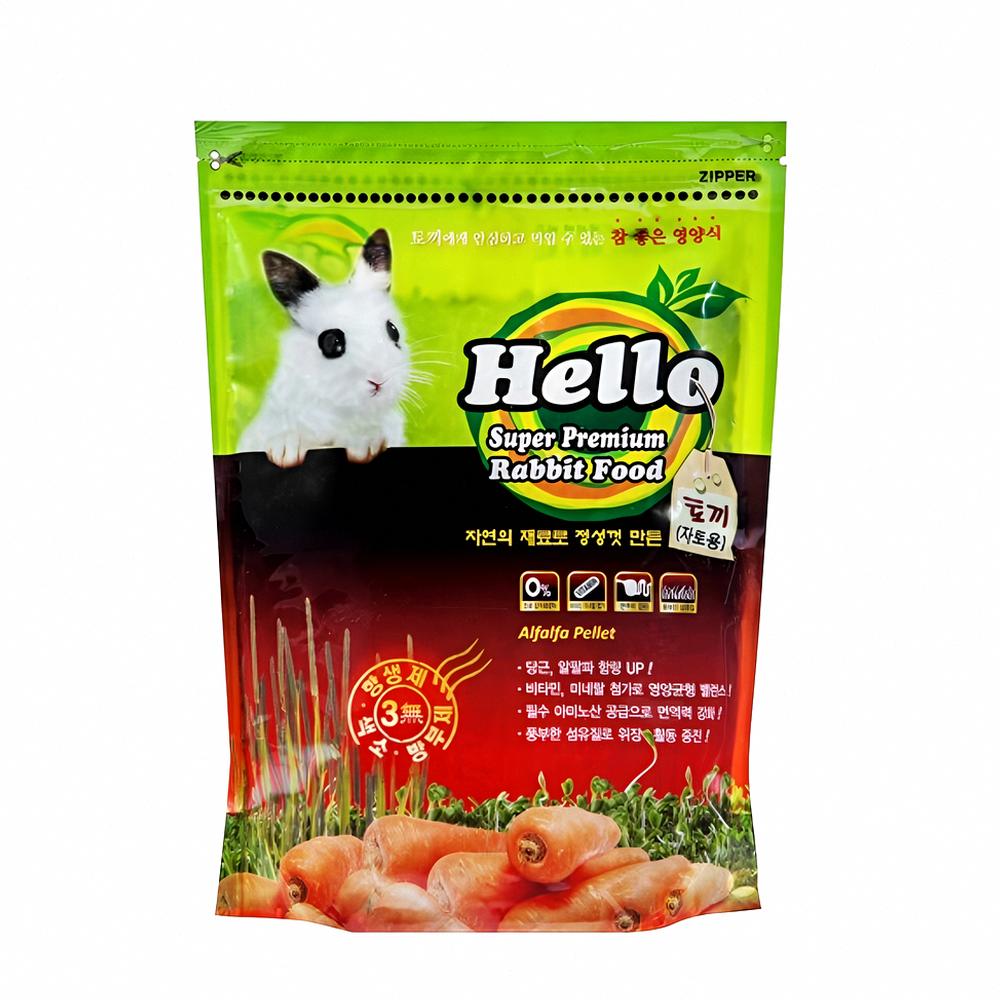 ZIPPER
토끼에게 안심하고 먹일 수 있는 참 좋은 영양식
Hello
Super Premium
Rabbit Food
토끼
(자토용)
자연의 재료로 정성껏 만든
0%
Alfalfa Pellet
· 당근, 알팔파 함량 UP !
· 비타민, 미네랄 첨가로 영양균형 밸런스 !
· 필수 아미노산 공급으로 면역력 강화 !
· 풍부한 섬유질로 위장 활동 증진 !
항생제
3無
색소·방